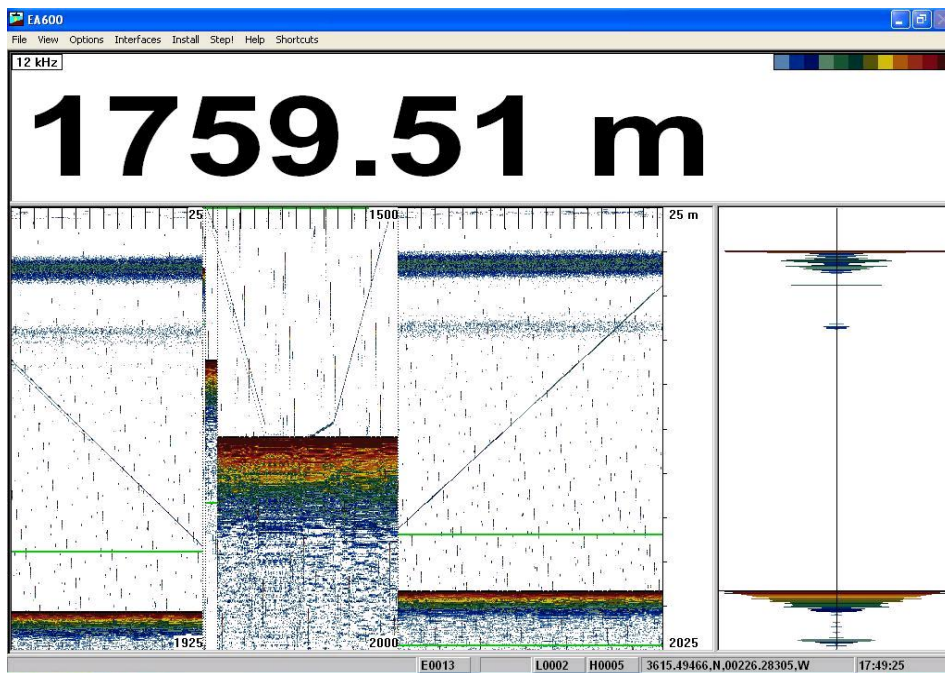 EA600
File View Options Interfaces Install Step! Help Shortcuts
12 kHz
1759.51 m
25 1500 25 m
1925 2000 2025
E0013 L0002 H0005 3615.49466,N,00226.28305,W 17:49:25